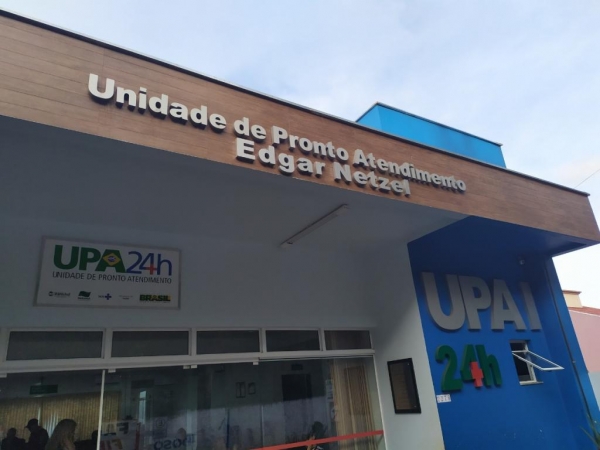 Unidade de Pronto Atendimento
Edgar Netzel
UPA24h
UNIDADE DE PRONTO ATENDIMENTO
BRASIL
UPA I
24h